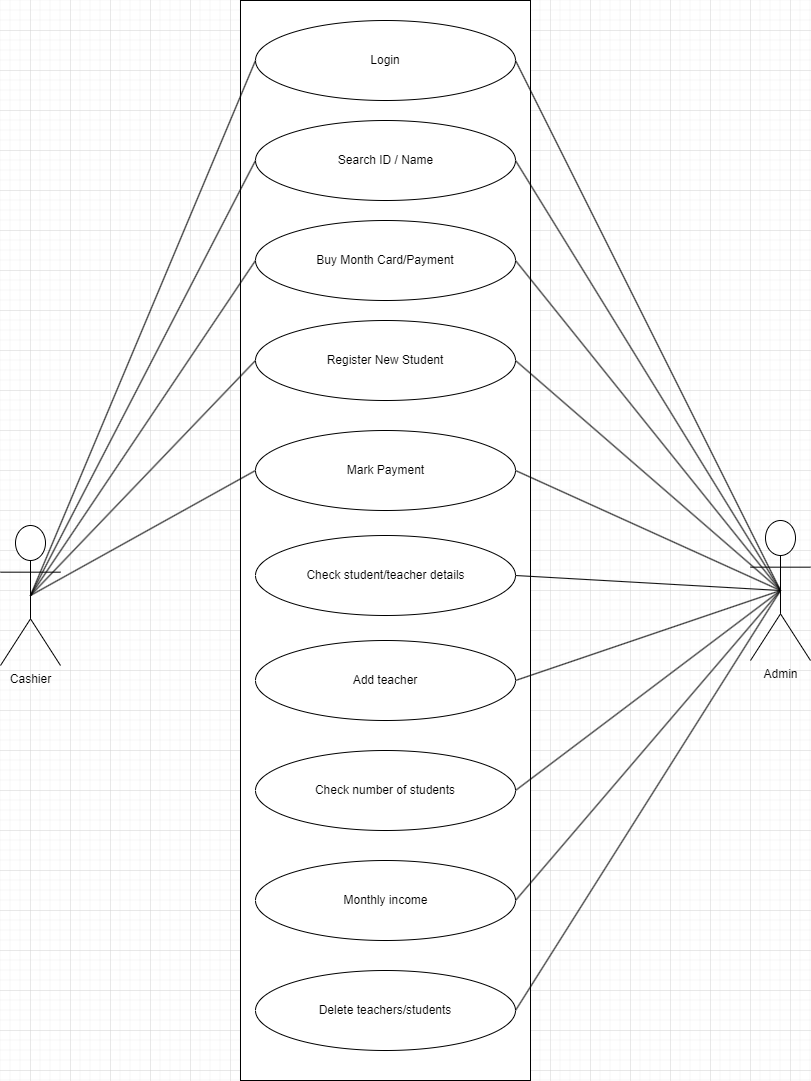 Login
Search ID / Name
Buy Month Card/Payment
Register New Student
Mark Payment
Check student/teacher details
Add teacher
Check number of students
Monthly income
Delete teachers/students
Cashier
Admin